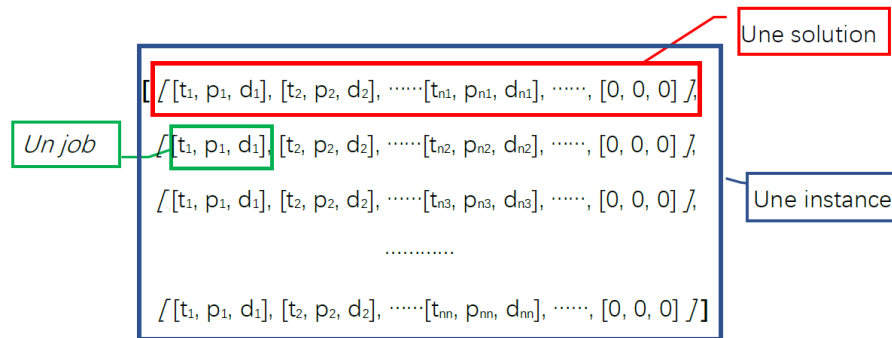 Une solution
[ [ [t₁, p₁, d₁], [t₂, p₂, d₂], ······[tₙ₁, pₙ₁, dₙ₁], ······, [0, 0, 0] ],
Un job
[ [t₁, p₁, d₁], [t₂, p₂, d₂], ······[tₙ₂, pₙ₂, dₙ₂], ······, [0, 0, 0] ],
[ [t₁, p₁, d₁], [t₂, p₂, d₂], ······[tₙ₃, pₙ₃, dₙ₃], ······, [0, 0, 0] ],
Une instance
············
[ [t₁, p₁, d₁], [t₂, p₂, d₂], ······[tₙₙ, pₙₙ, dₙₙ], ······, [0, 0, 0] ] ]